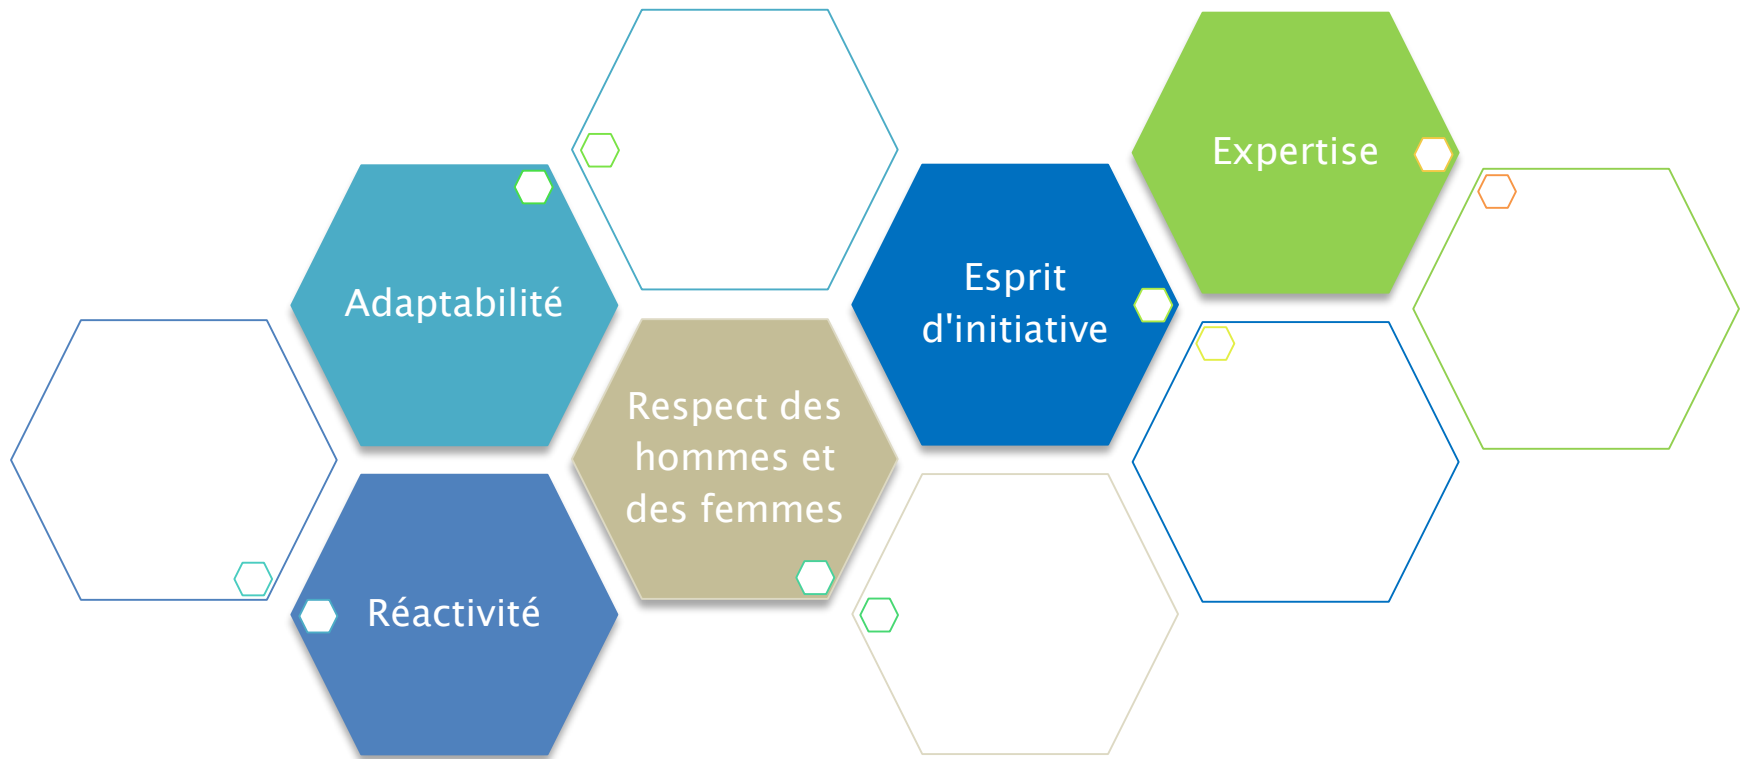 Expertise
Adaptabilité
Esprit
d'initiative
Respect des
hommes et
des femmes
Réactivité